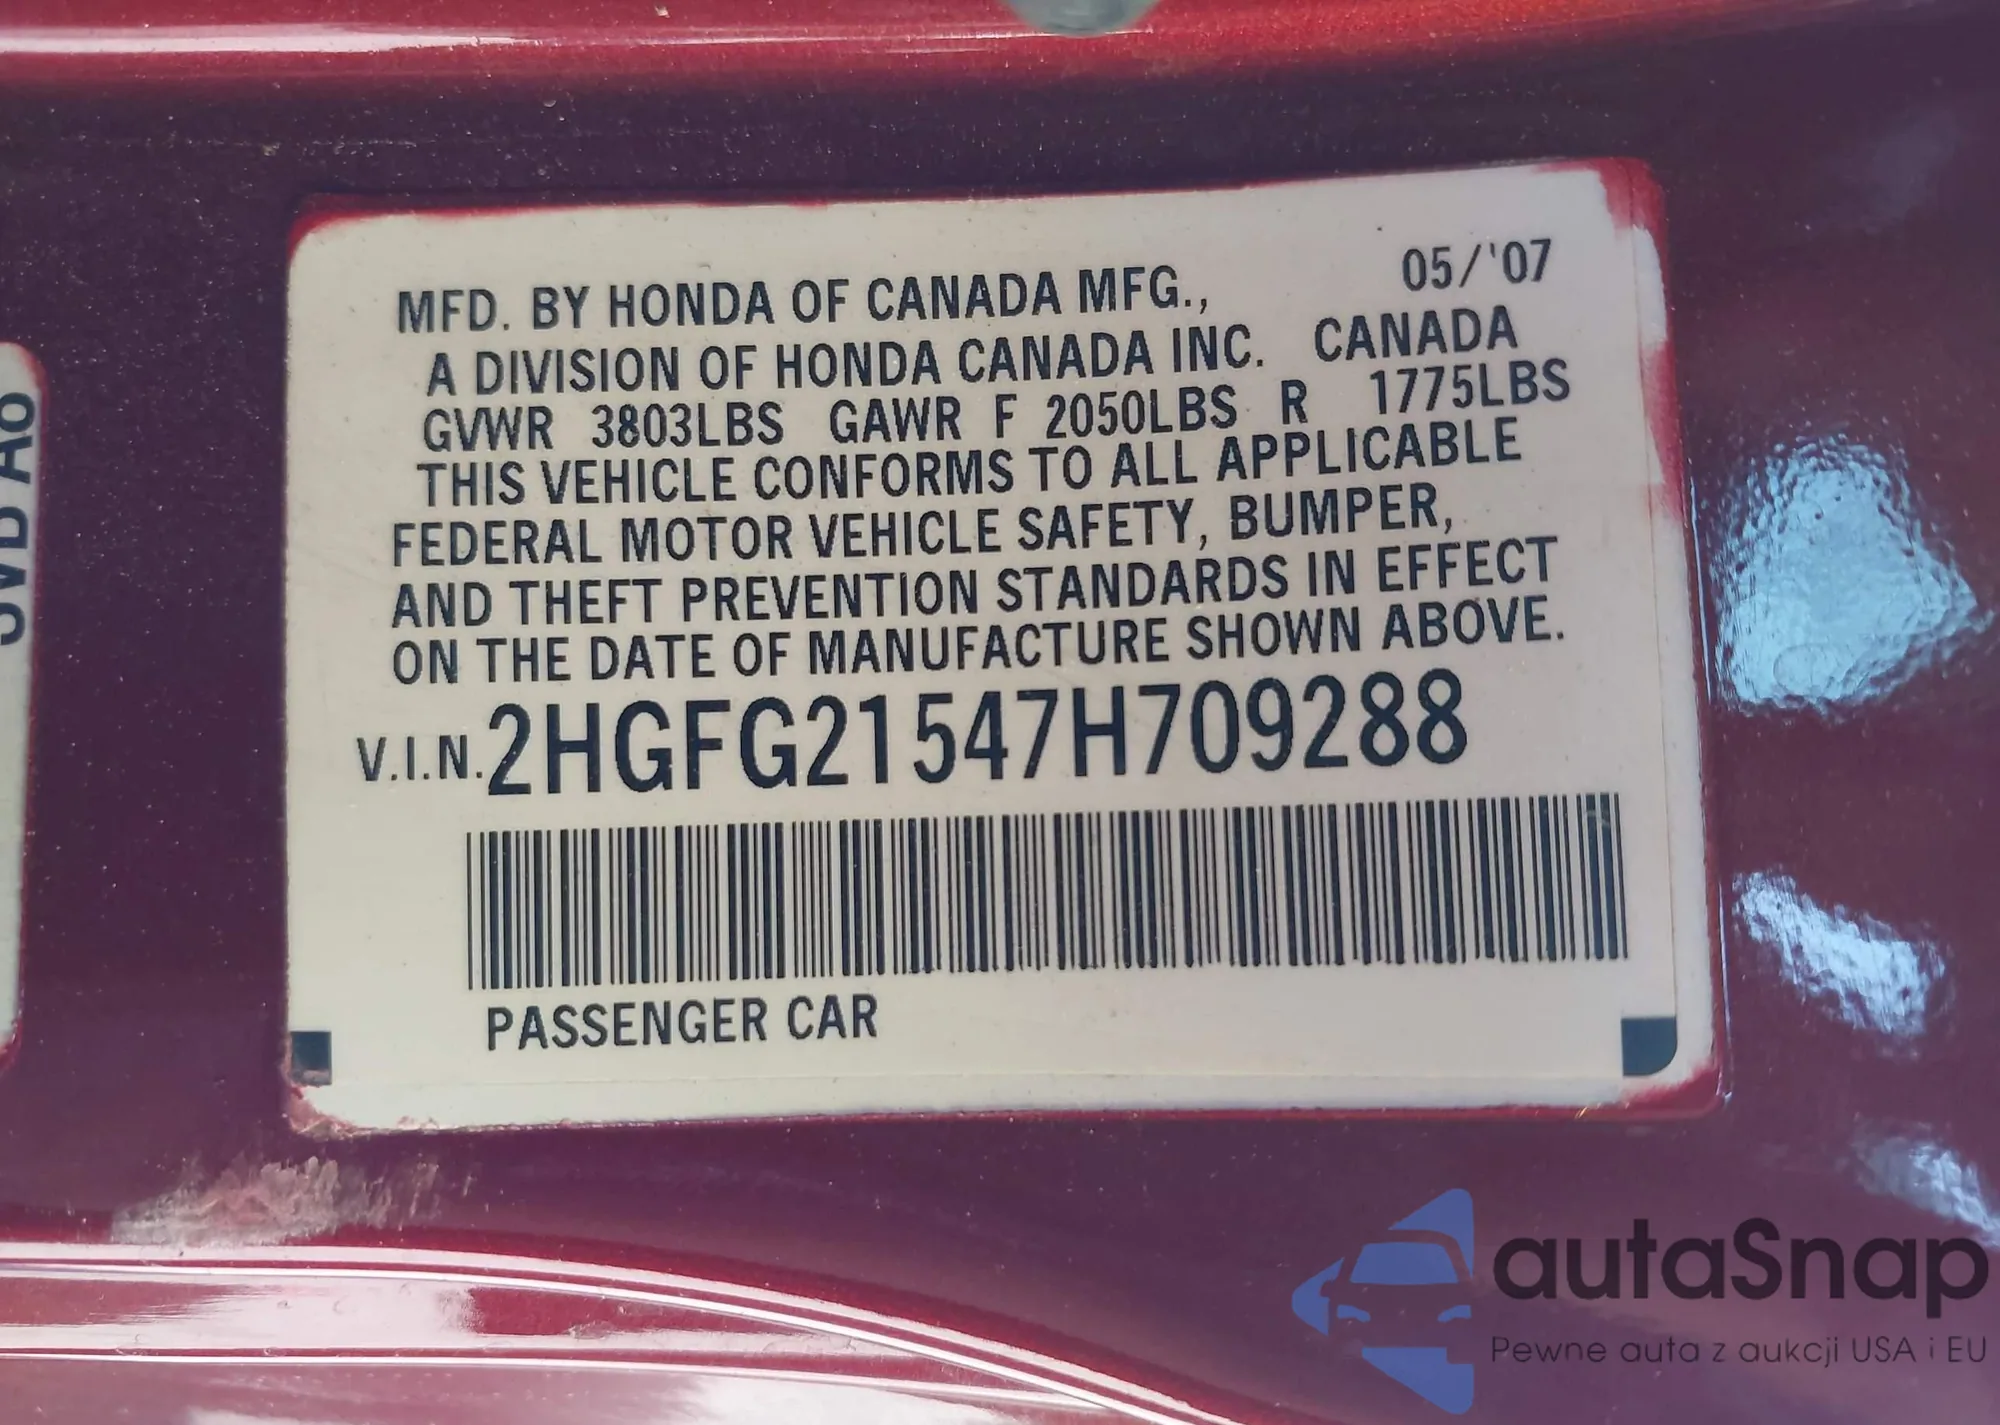 05/'07
MFD. BY HONDA OF CANADA MFG.,
A DIVISION OF HONDA CANADA INC. CANADA
GVWR 3803LBS GAWR F 2050LBS R 1775LBS
THIS VEHICLE CONFORMS TO ALL APPLICABLE
FEDERAL MOTOR VEHICLE SAFETY, BUMPER,
AND THEFT PREVENTION STANDARDS IN EFFECT
ON THE DATE OF MANUFACTURE SHOWN ABOVE.
V.I.N. 2HGFG21547H709288
PASSENGER CAR
autaSnap
Pewne auta z aukcji USA i EU